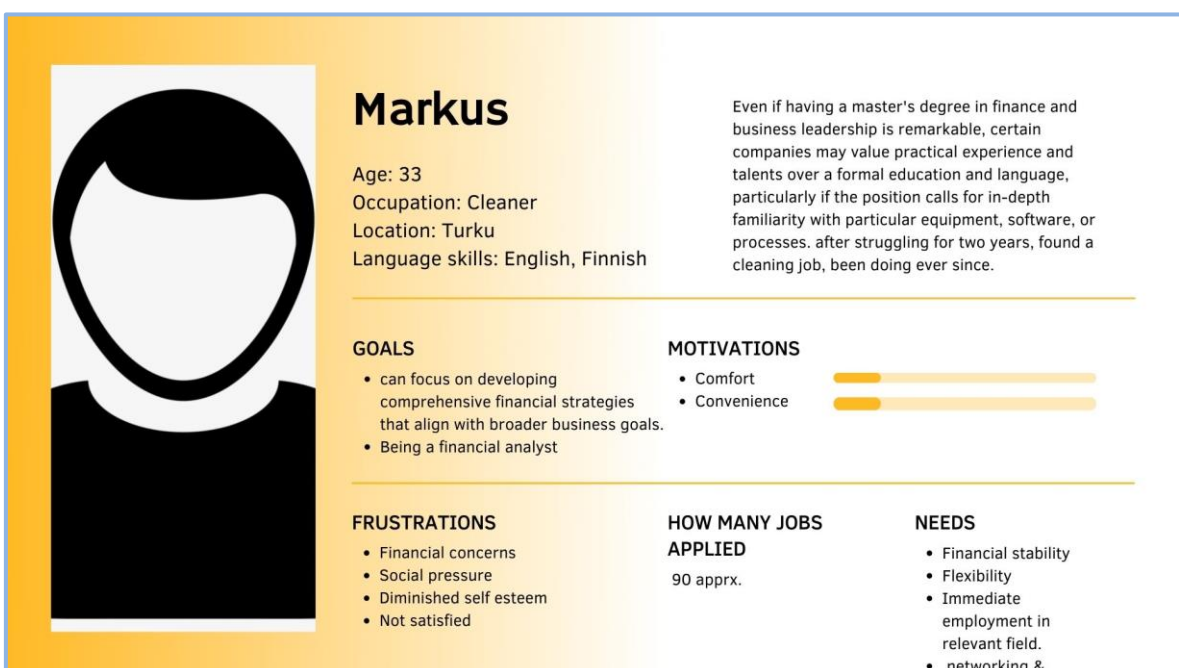 Markus
Age: 33
Occupation: Cleaner
Location: Turku
Language skills: English, Finnish
Even if having a master's degree in finance and
business leadership is remarkable, certain
companies may value practical experience and
talents over a formal education and language,
particularly if the position calls for in-depth
familiarity with particular equipment, software, or
processes. after struggling for two years, found a
cleaning job, been doing ever since.
GOALS
• can focus on developing
comprehensive financial strategies
that align with broader business goals.
• Being a financial analyst
MOTIVATIONS
• Comfort
• Convenience
FRUSTRATIONS
• Financial concerns
• Social pressure
• Diminished self esteem
• Not satisfied
HOW MANY JOBS
APPLIED
90 apprx.
NEEDS
• Financial stability
• Flexibility
• Immediate
employment in
relevant field.
• networking &